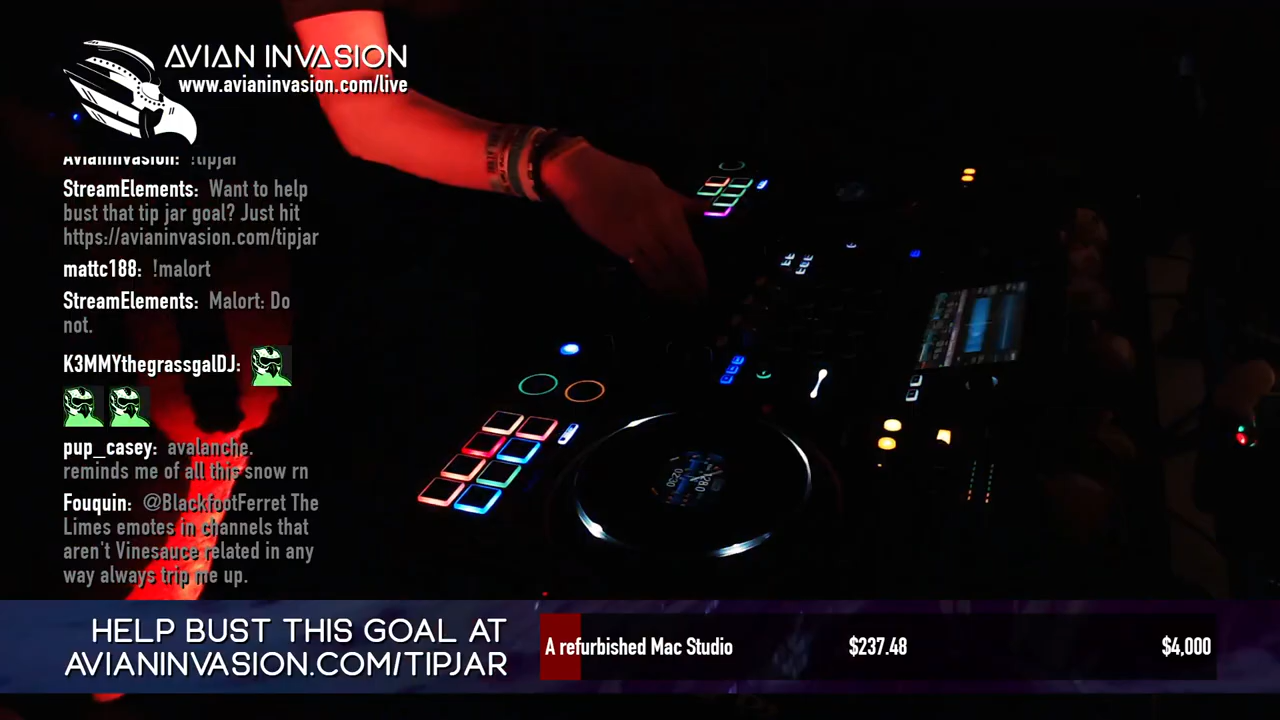 AVIAN INVASION
www.avianinvasion.com/live
AvianInvasion: !tipjar
StreamElements: Want to help
bust that tip jar goal? Just hit
https://avianinvasion.com/tipjar
mattc188: !malort
StreamElements: Malort: Do
not.
K3MMYthegrassgalDJ:
pup_casey: avalanche.
reminds me of all this snow rn
Fouquin: @BlackfootFerret The
Limes emotes in channels that
aren't Vinesauce related in any
way always trip me up.
HELP BUST THIS GOAL AT
AVIANINVASION.COM/TIPJAR
A refurbished Mac Studio $237.48 $4,000